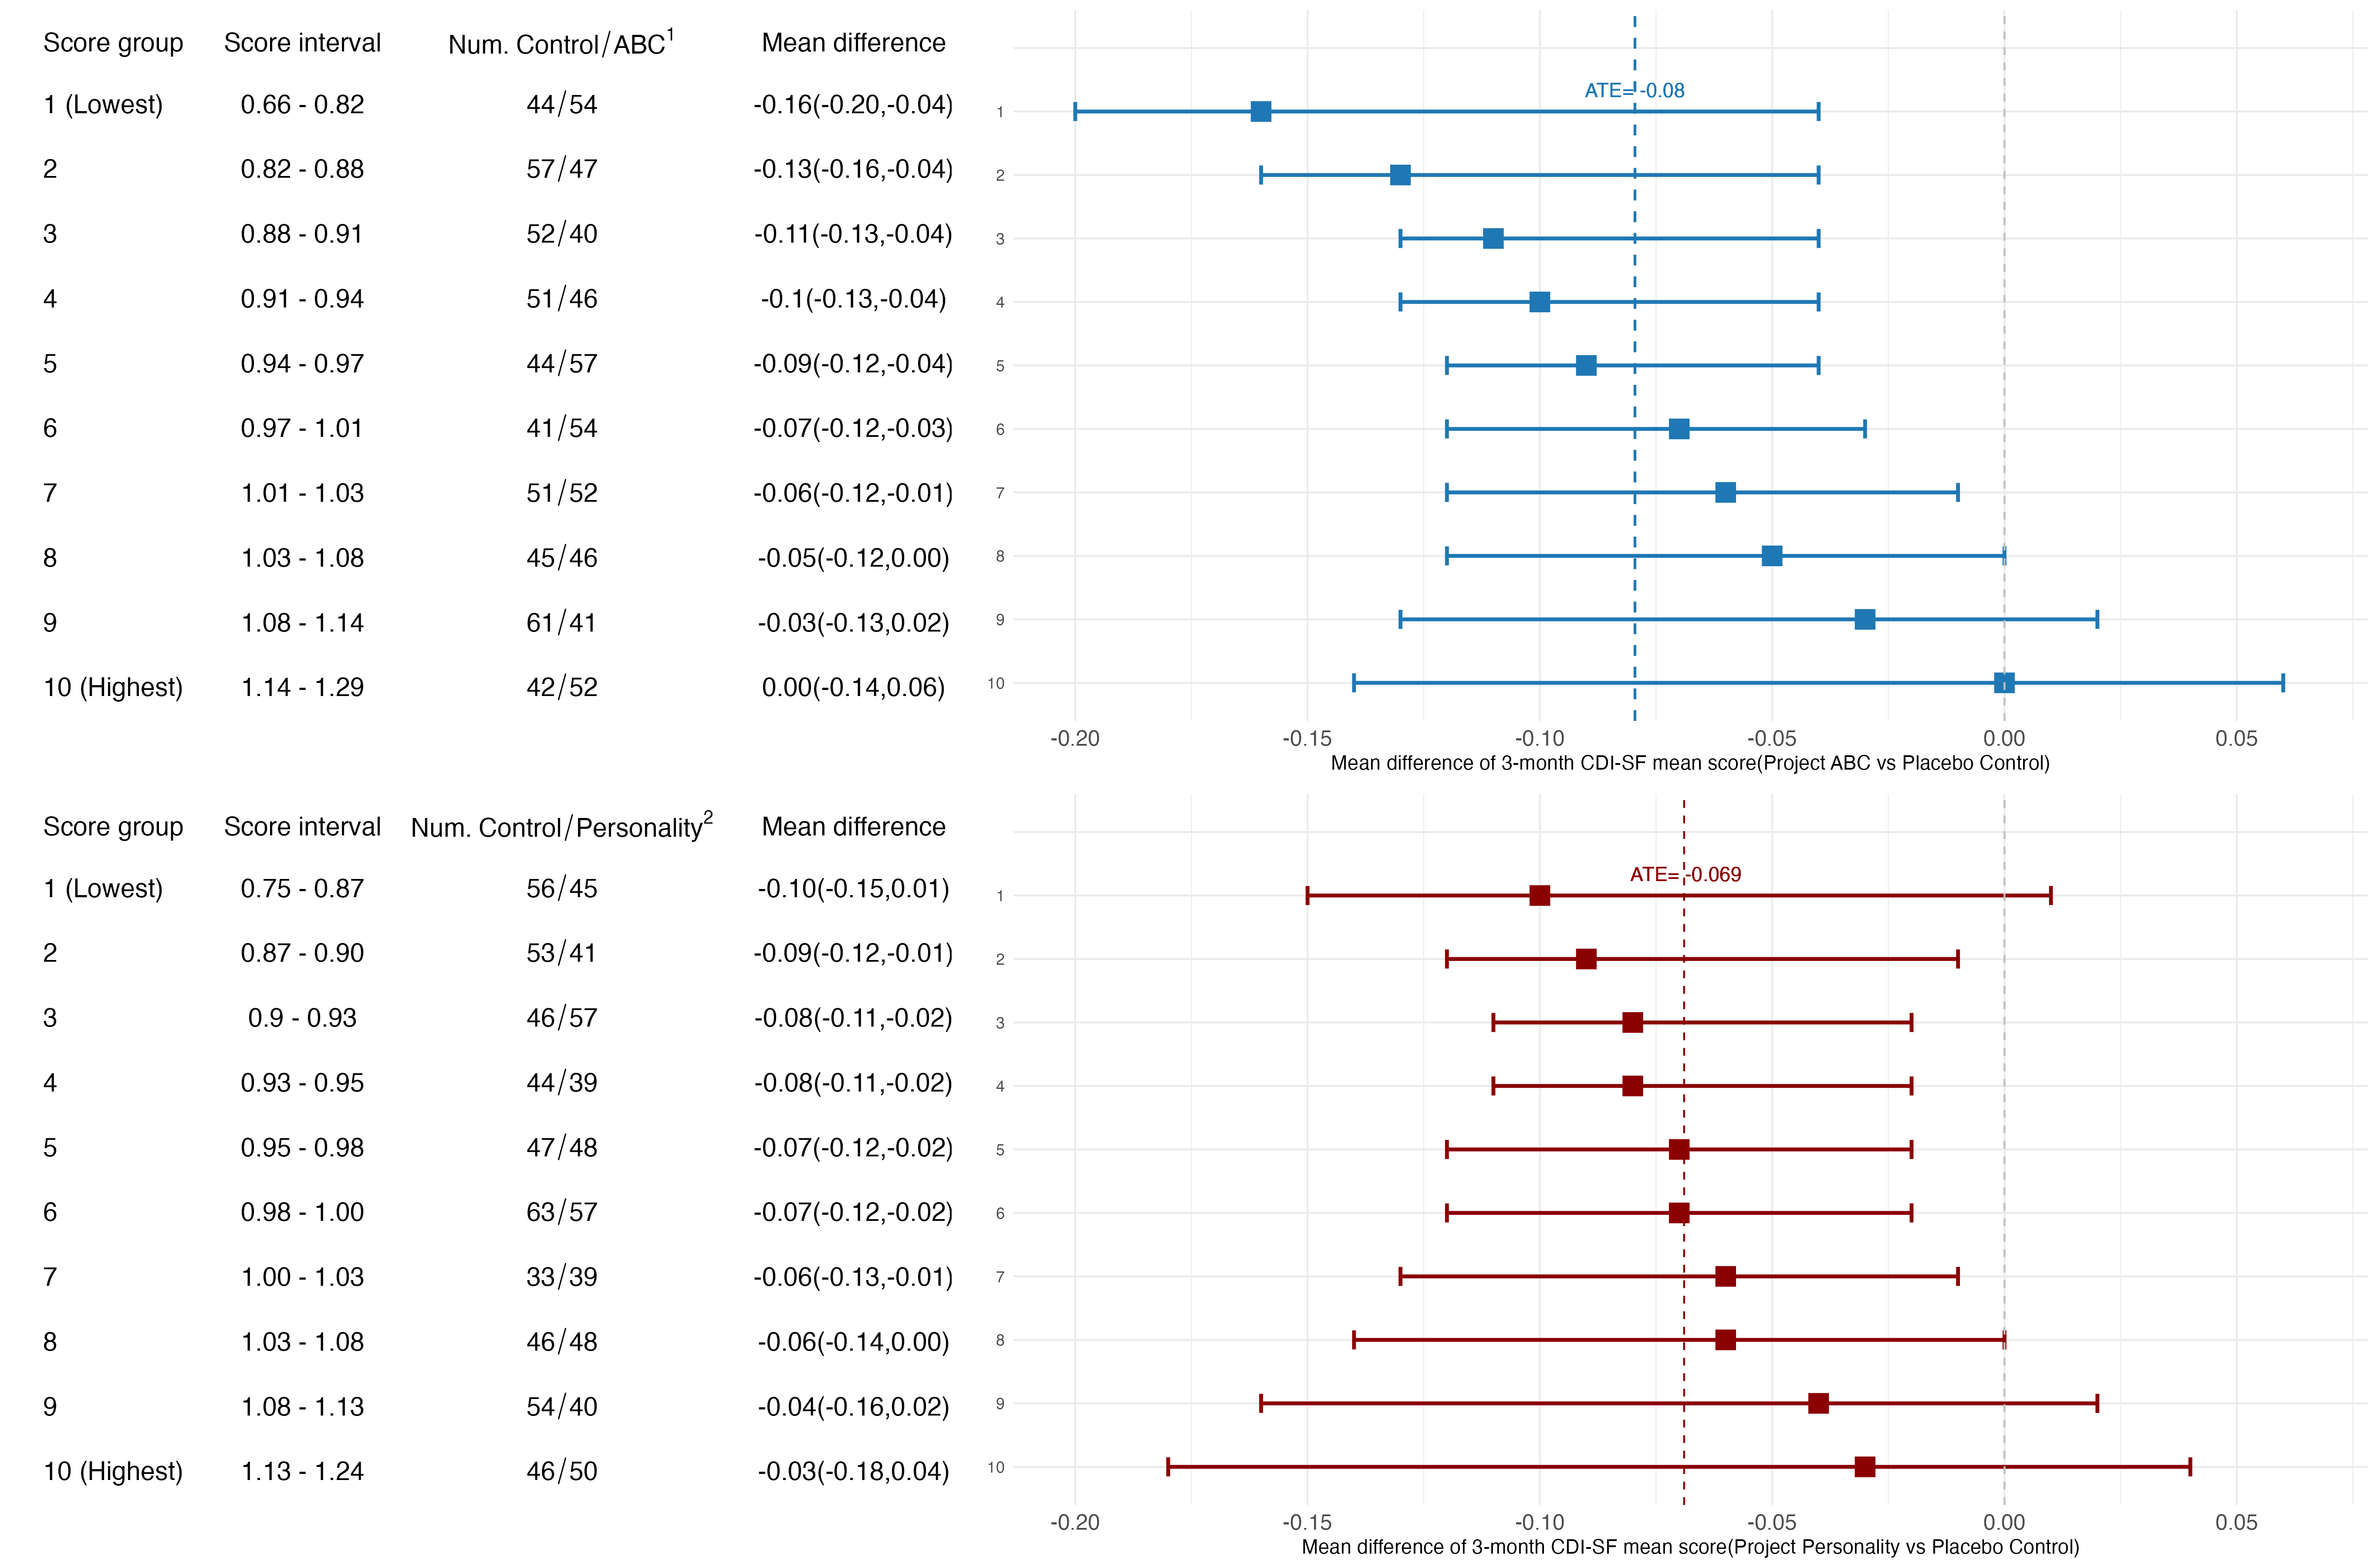 Score group Score interval Num. Control/ABC¹ Mean difference
ATE= -0.08
1 (Lowest) 0.66 - 0.82 44/54 -0.16(-0.20,-0.04) 1
2 0.82 - 0.88 57/47 -0.13(-0.16,-0.04) 2
3 0.88 - 0.91 52/40 -0.11(-0.13,-0.04) 3
4 0.91 - 0.94 51/46 -0.1(-0.13,-0.04) 4
5 0.94 - 0.97 44/57 -0.09(-0.12,-0.04) 5
6 0.97 - 1.01 41/54 -0.07(-0.12,-0.03) 6
7 1.01 - 1.03 51/52 -0.06(-0.12,-0.01) 7
8 1.03 - 1.08 45/46 -0.05(-0.12,0.00) 8
9 1.08 - 1.14 61/41 -0.03(-0.13,0.02) 9
10 (Highest) 1.14 - 1.29 42/52 0.00(-0.14,0.06) 10
-0.20 -0.15 -0.10 -0.05 0.00 0.05
Mean difference of 3-month CDI-SF mean score(Project ABC vs Placebo Control)
Score group Score interval Num. Control/Personality² Mean difference
ATE= -0.069
1 (Lowest) 0.75 - 0.87 56/45 -0.10(-0.15,0.01) 1
2 0.87 - 0.90 53/41 -0.09(-0.12,-0.01) 2
3 0.9 - 0.93 46/57 -0.08(-0.11,-0.02) 3
4 0.93 - 0.95 44/39 -0.08(-0.11,-0.02) 4
5 0.95 - 0.98 47/48 -0.07(-0.12,-0.02) 5
6 0.98 - 1.00 63/57 -0.07(-0.12,-0.02) 6
7 1.00 - 1.03 33/39 -0.06(-0.13,-0.01) 7
8 1.03 - 1.08 46/48 -0.06(-0.14,0.00) 8
9 1.08 - 1.13 54/40 -0.04(-0.16,0.02) 9
10 (Highest) 1.13 - 1.24 46/50 -0.03(-0.18,0.04) 10
-0.20 -0.15 -0.10 -0.05 0.00 0.05
Mean difference of 3-month CDI-SF mean score(Project Personality vs Placebo Control)